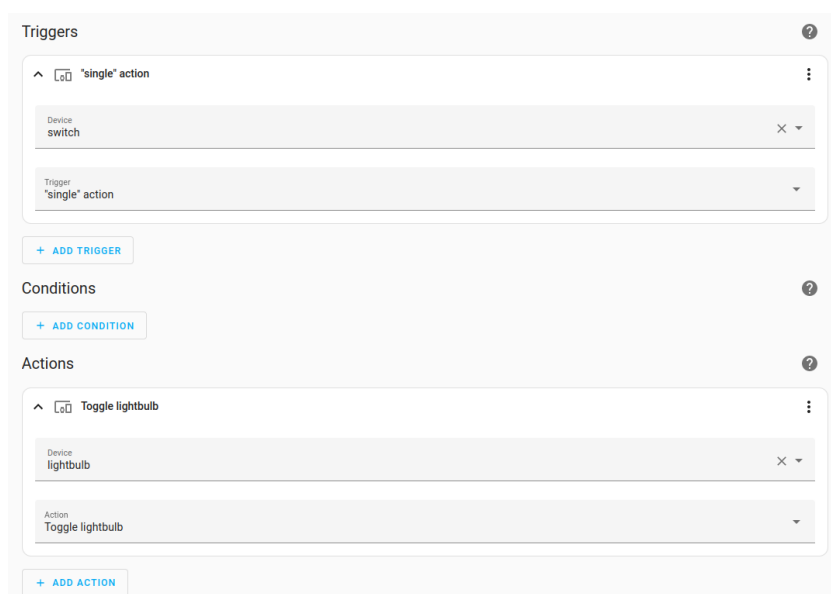 Triggers
"single" action
Device
switch
Trigger
"single" action
+ ADD TRIGGER
Conditions
+ ADD CONDITION
Actions
Toggle lightbulb
Device
lightbulb
Action
Toggle lightbulb
+ ADD ACTION